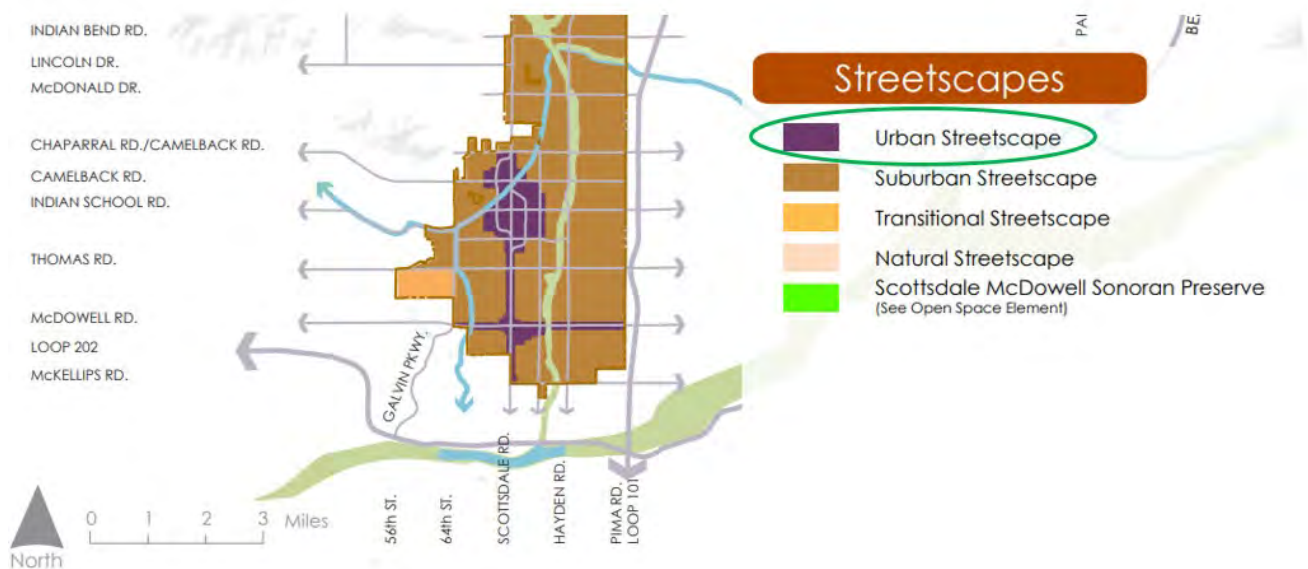 INDIAN BEND RD.
LINCOLN DR.
McDONALD DR.
CHAPARRAL RD./CAMELBACK RD.
CAMELBACK RD.
INDIAN SCHOOL RD.
THOMAS RD.
McDOWELL RD.
LOOP 202
McKELLIPS RD.
GALVIN PKWY.
56th ST.
64th ST.
SCOTTSDALE RD.
HAYDEN RD.
PIMA RD.
LOOP 101
0 1 2 3 Miles
North
Streetscapes
Urban Streetscape
Suburban Streetscape
Transitional Streetscape
Natural Streetscape
Scottsdale McDowell Sonoran Preserve
(See Open Space Element)